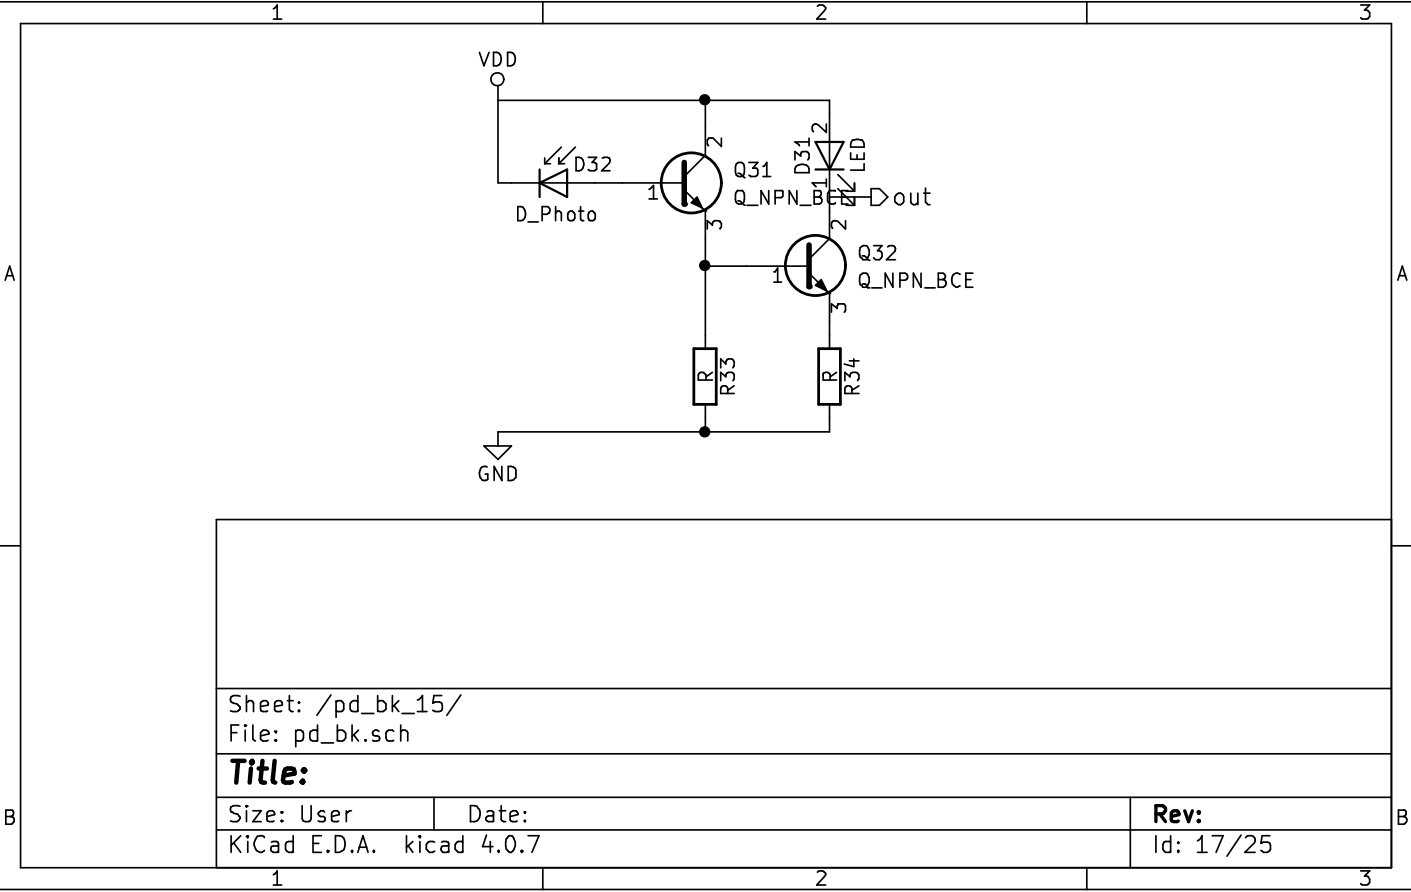 1 2 3
VDD
D32
D_Photo
1
2
3
Q31
Q_NPN_BCE
D31
2
1
LED
out
1
2
3
Q32
Q_NPN_BCE
R
R33
R
R34
GND
A A
Sheet: /pd_bk_15/
File: pd_bk.sch
Title:
Size: User Date: Rev:
KiCad E.D.A. kicad 4.0.7 Id: 17/25
B B
1 2 3